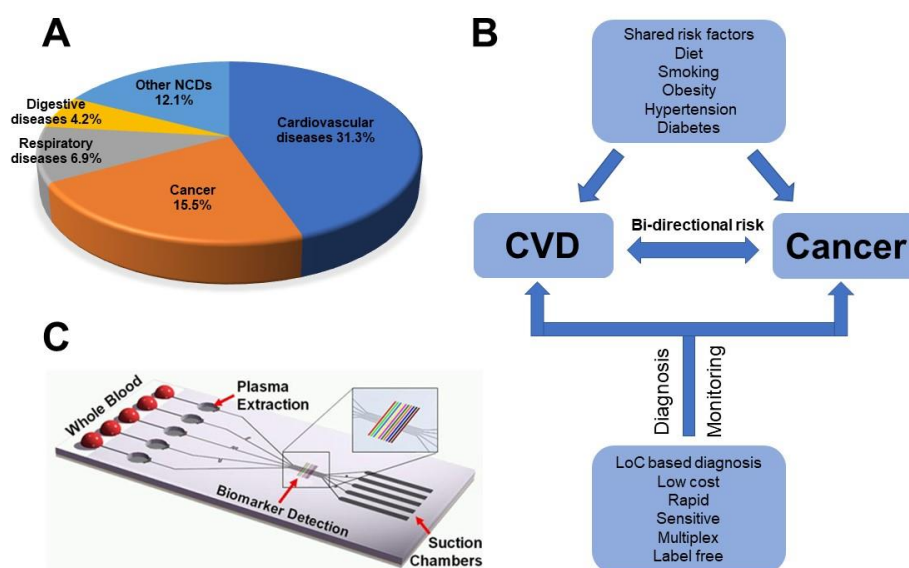 A
Other NCDs
12.1%
Digestive
diseases 4.2%
Respiratory
diseases 6.9%
Cardiovascular
diseases 31.3%
Cancer
15.5%
B
Shared risk factors
Diet
Smoking
Obesity
Hypertension
Diabetes
CVD
Bi-directional risk
Cancer
Diagnosis
Monitoring
LoC based diagnosis
Low cost
Rapid
Sensitive
Multiplex
Label free
C
Whole Blood
Plasma
Extraction
Biomarker Detection
Suction
Chambers